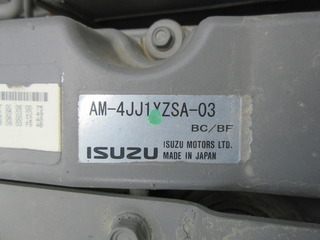 AM-4JJ1XZSA-03
BC/BF
ISUZU
ISUZU MOTORS LTD.
MADE IN JAPAN